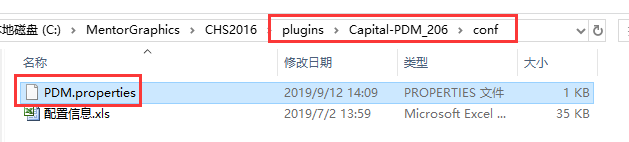 本地磁盘 (C:) › MentorGraphics › CHS2016 › plugins › Capital-PDM_206 › conf
名称 修改日期 类型 大小
PDM.properties 2019/9/12 14:09 PROPERTIES 文件 1 KB
配置信息.xls 2019/7/2 13:59 Microsoft Excel ... 35 KB